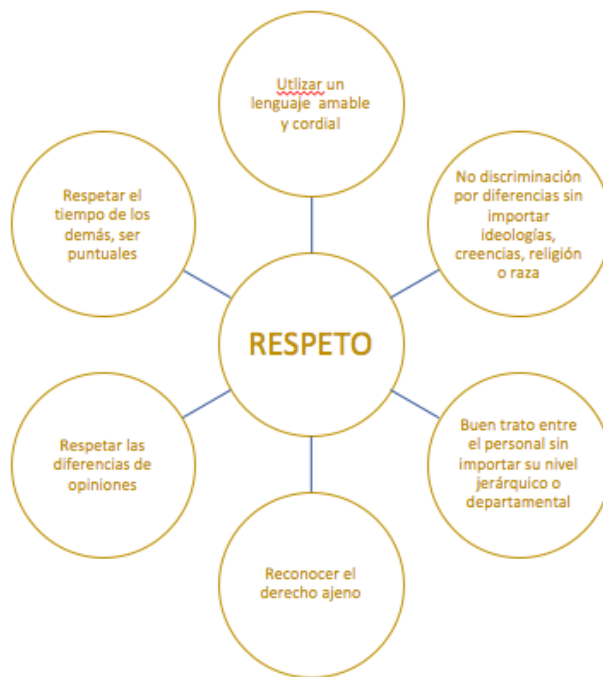 Utlizar un
lenguaje amable
y cordial
No discriminación
por diferencias sin
importar
ideologías,
creencias, religión
o raza
Respetar el
tiempo de los
demás, ser
puntuales
RESPETO
Buen trato entre
el personal sin
importar su nivel
jerárquico o
departamental
Respetar las
diferencias de
opiniones
Reconocer el
derecho ajeno